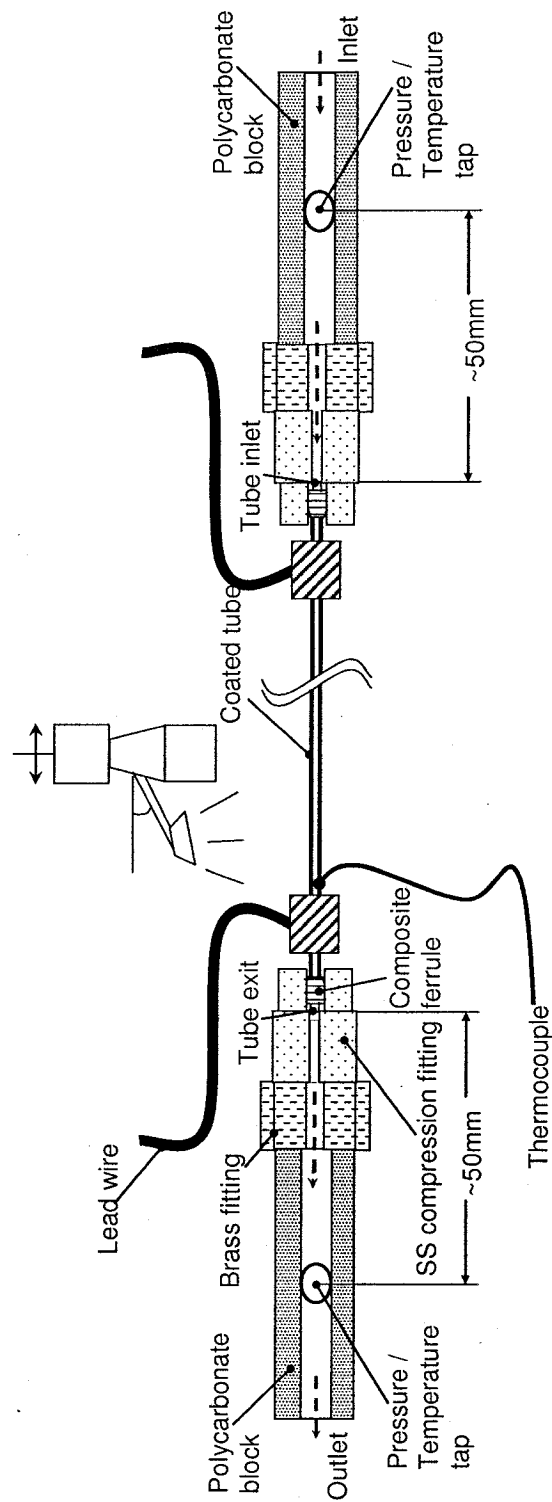 Lead wire
Polycarbonate
block
Brass fitting
Tube exit
Coated tube
Tube inlet
Polycarbonate
block
Outlet
Inlet
Pressure /
Temperature
tap
SS compression fitting
Composite
ferrule
Pressure /
Temperature
tap
~50mm
~50mm
Thermocouple